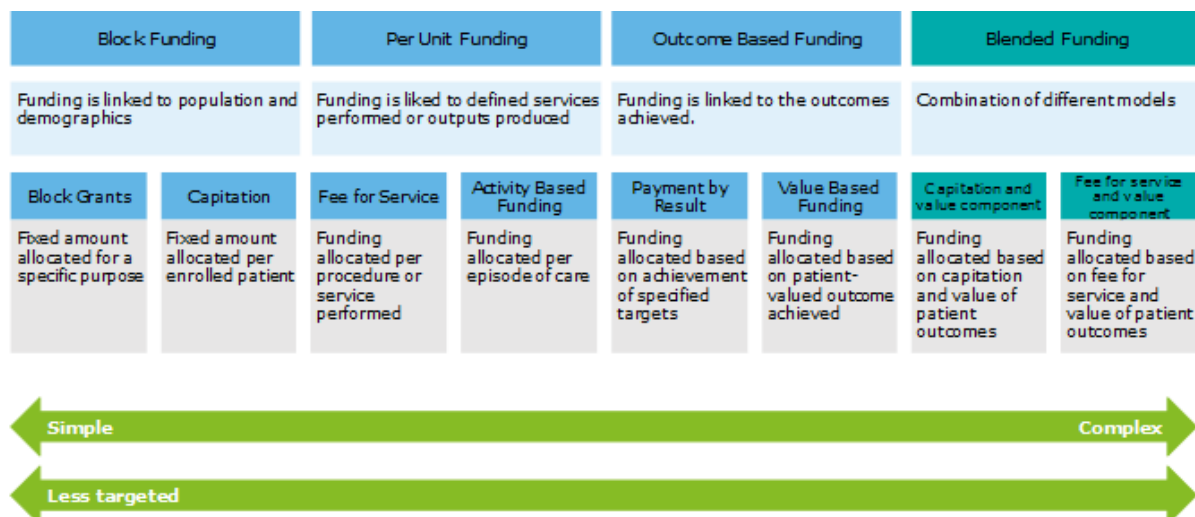 Block Funding
Per Unit Funding
Outcome Based Funding
Blended Funding
Funding is linked to population and
demographics
Funding is liked to defined services
performed or outputs produced
Funding is linked to the outcomes
achieved.
Combination of different models
Block Grants
Capitation
Fee for Service
Activity Based
Funding
Payment by
Result
Value Based
Funding
Capitation and
value component
Fee for service
and value
component
Fixed amount
allocated for a
specific purpose
Fixed amount
allocated per
enrolled patient
Funding
allocated per
procedure or
service
performed
Funding
allocated per
episode of care
Funding
allocated based
on achievement
of specified
targets
Funding
allocated based
on patient-
valued outcome
achieved
Funding
allocated based
on capitation
and value of
patient
outcomes
Funding
allocated based
on fee for
service and
value of patient
outcomes
Simple
Complex
Less targeted